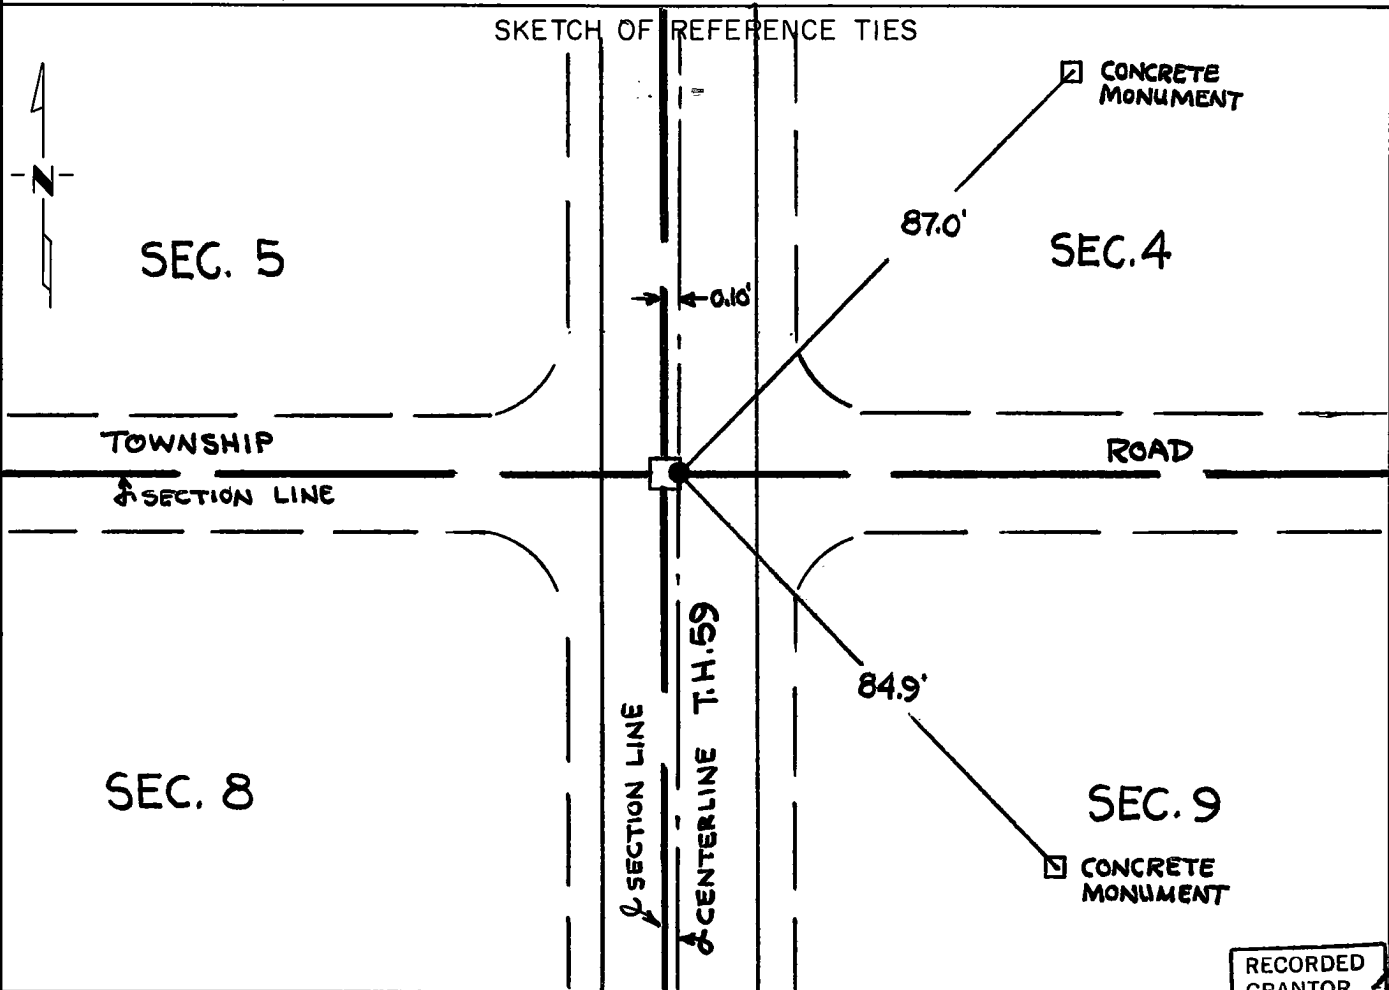 SKETCH OF REFERENCE TIES
CONCRETE
MONUMENT
N
87.0'
SEC. 5
SEC. 4
0.10'
TOWNSHIP
ROAD
SECTION LINE
SECTION LINE
CENTERLINE T.H. 59
84.9'
SEC. 8
SEC. 9
CONCRETE
MONUMENT
RECORDED
GRANTOR